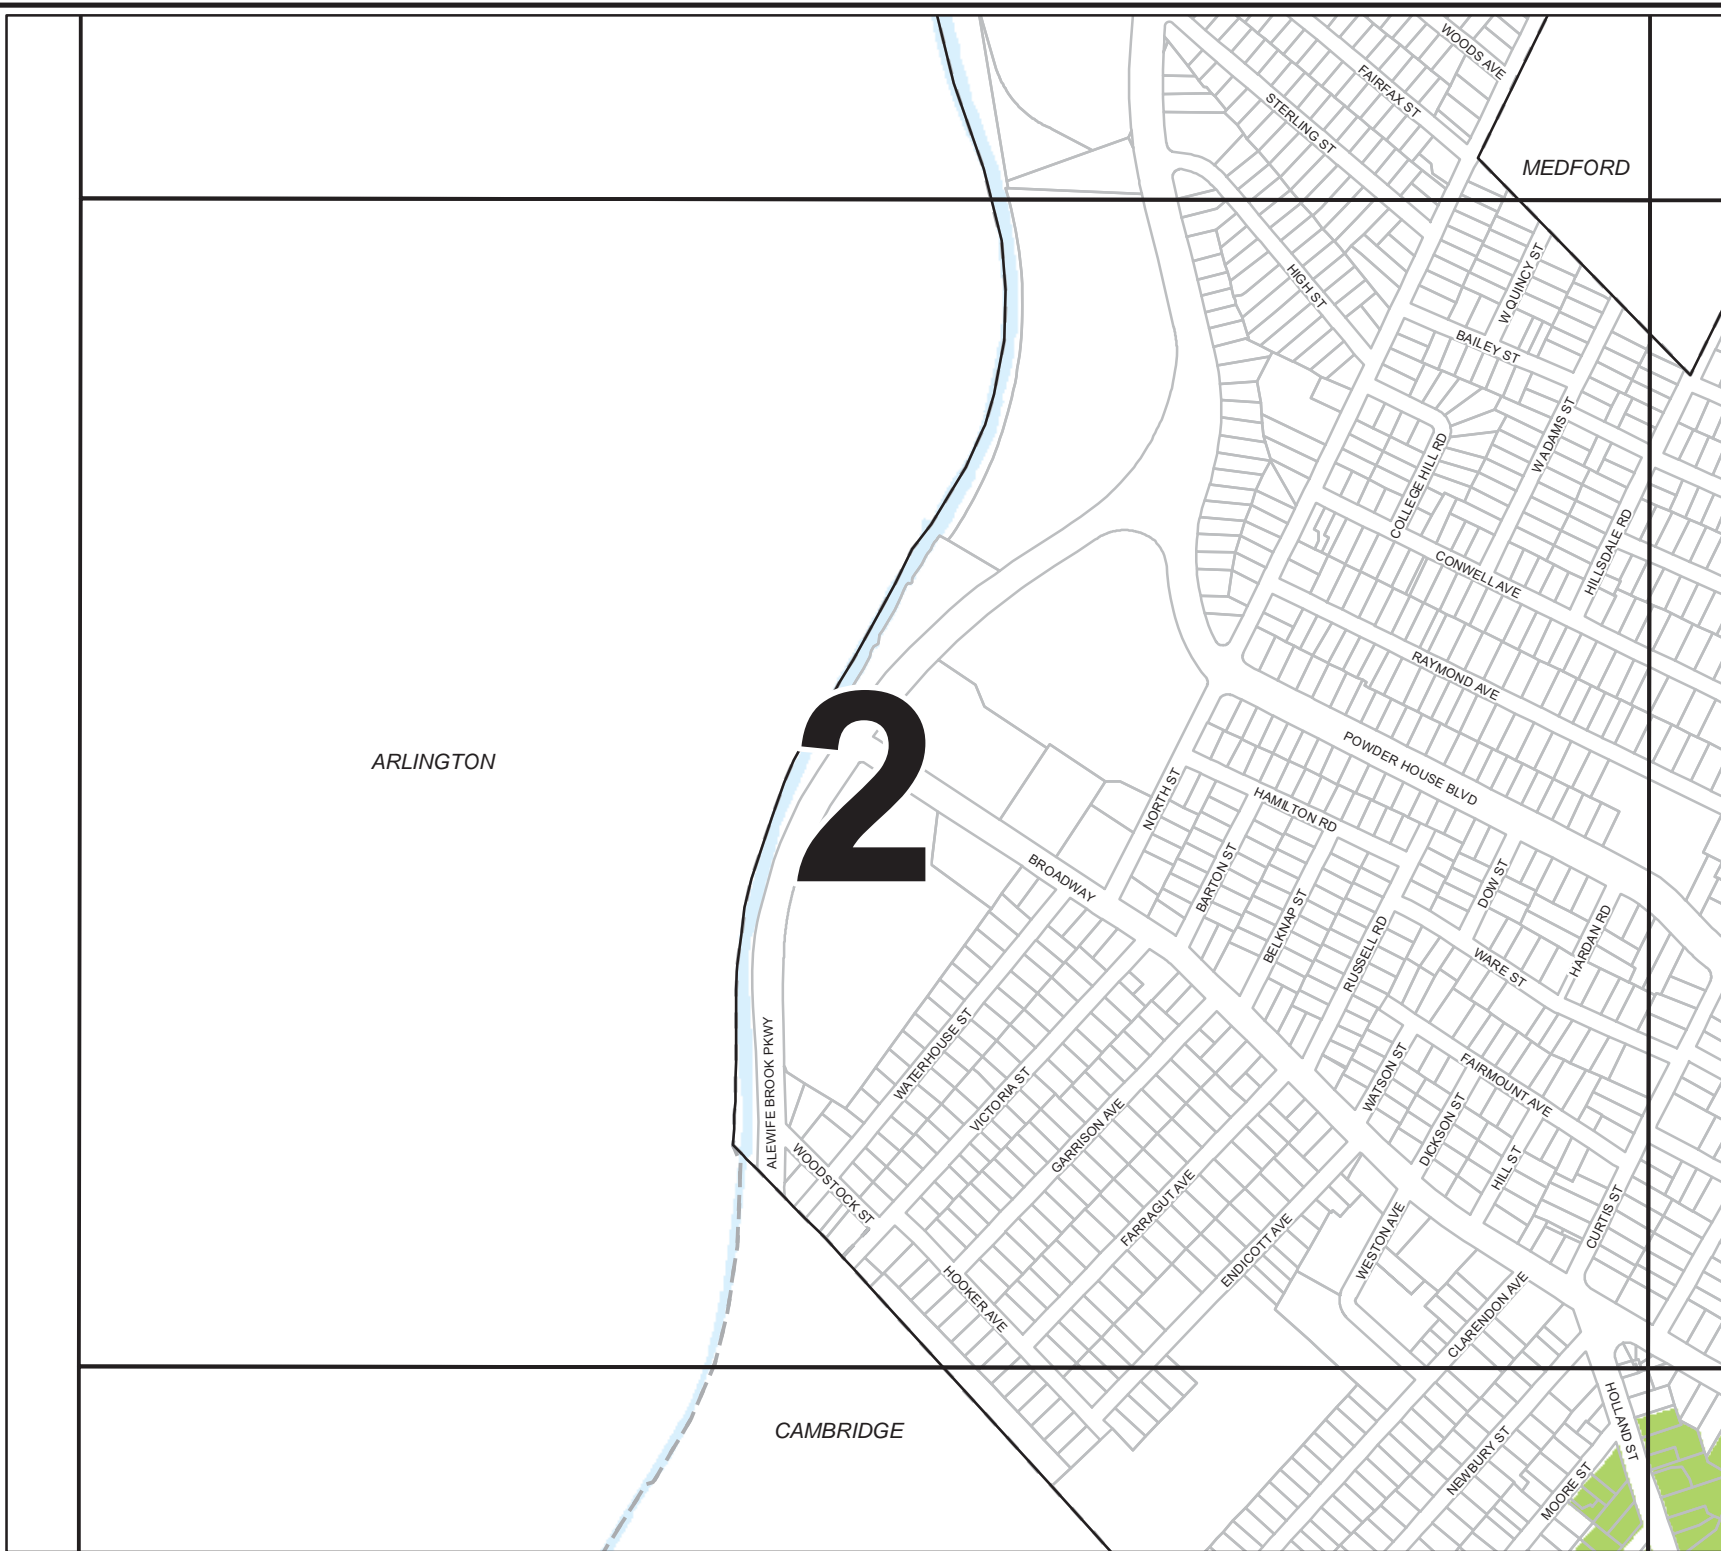 WOODS AVE
FAIRFAX ST
STERLING ST
MEDFORD
W QUINCY ST
HIGH ST
BAILEY ST
W ADAMS ST
COLLEGE HILL RD
HILLSDALE RD
CONWELL AVE
RAYMOND AVE
ARLINGTON
2
POWDER HOUSE BLVD
NORTH ST
HAMILTON RD
BROADWAY
BARTON ST
DOW ST
BELKNAP ST
RUSSELL RD
HARDAN RD
WARE ST
WATERHOUSE ST
ALEWIFE BROOK PKWY
VICTORIA ST
WATSON ST
FAIRMOUNT AVE
GARRISON AVE
DICKSON ST
HILL ST
WOODSTOCK ST
FARRAGUT AVE
CURTIS ST
WESTON AVE
ENDICOTT AVE
HOOKER AVE
CLARENDON AVE
CAMBRIDGE
HOLLAND ST
NEWBURY ST
MOORE ST